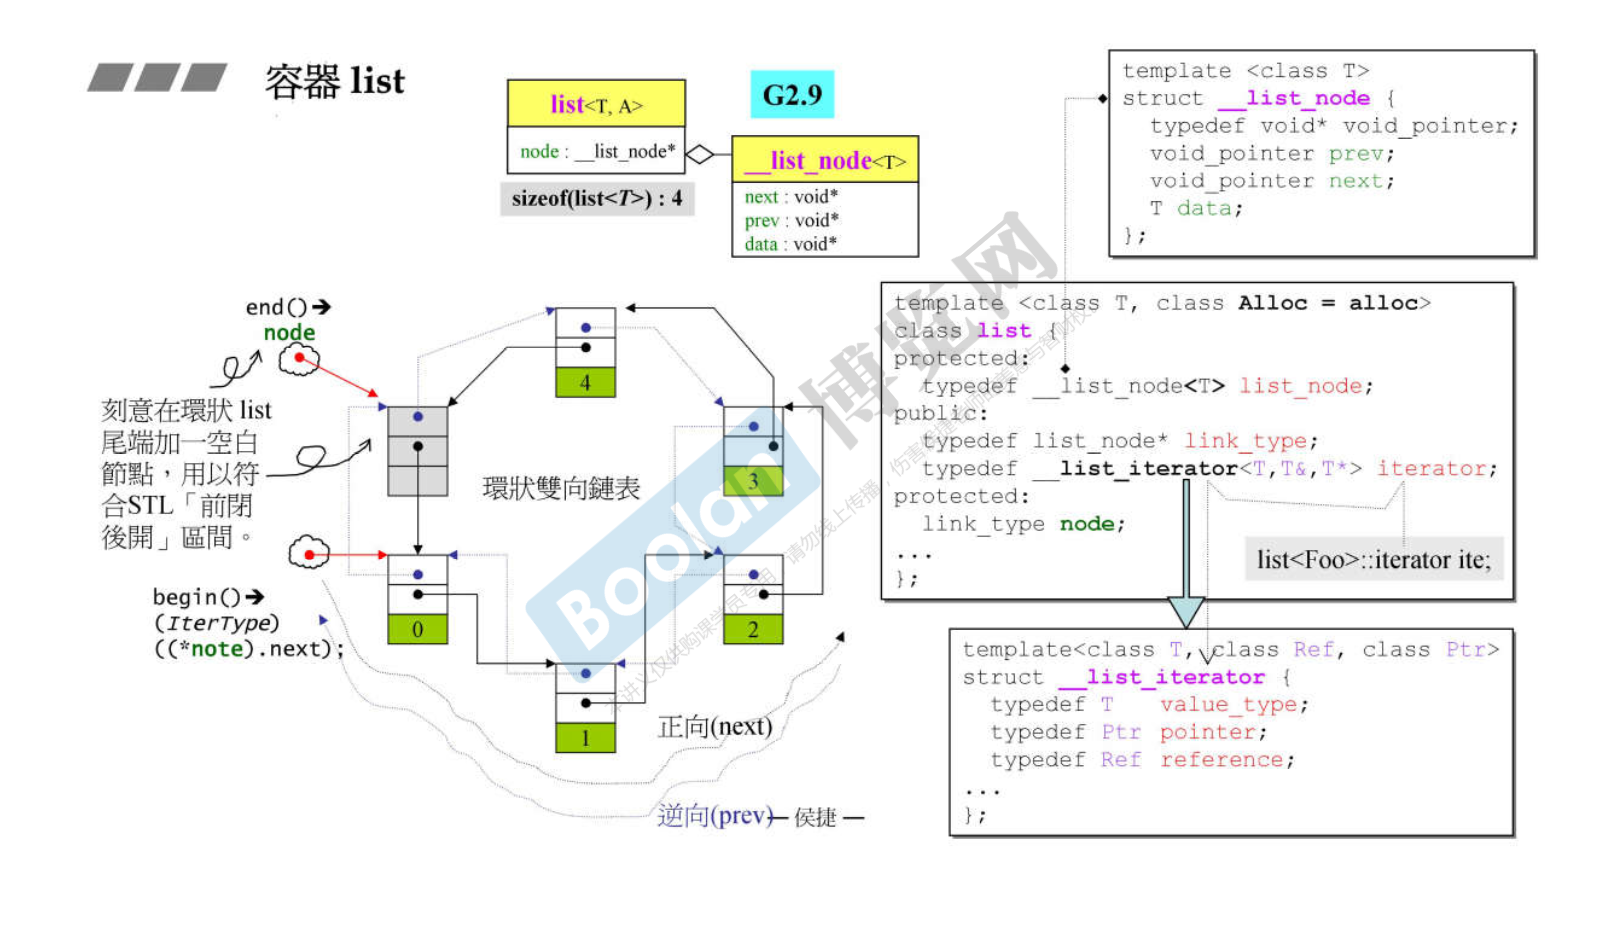 容器 list
list<T, A>
node : __list_node*
sizeof(list<T>) : 4
G2.9
__list_node<T>
next : void*
prev : void*
data : void*
template <class T>
struct __list_node {
typedef void* void_pointer;
void_pointer prev;
void_pointer next;
T data;
};
template <class T, class Alloc = alloc>
class list {
protected:
typedef __list_node<T> list_node;
public:
typedef list_node* link_type;
typedef __list_iterator<T,T&,T*> iterator;
protected:
link_type node;
...
};
list<Foo>::iterator ite;
template<class T, class Ref, class Ptr>
struct __list_iterator {
typedef T value_type;
typedef Ptr pointer;
typedef Ref reference;
...
};
end()➔
node
刻意在環狀 list
尾端加一空白
節點，用以符
合STL「前閉
後開」區間。
begin()➔
(IterType)
((*note).next);
環狀雙向鏈表
4
3
0
2
1
正向(next)
逆向(prev)
— 侯捷 —
Boolan 博览网